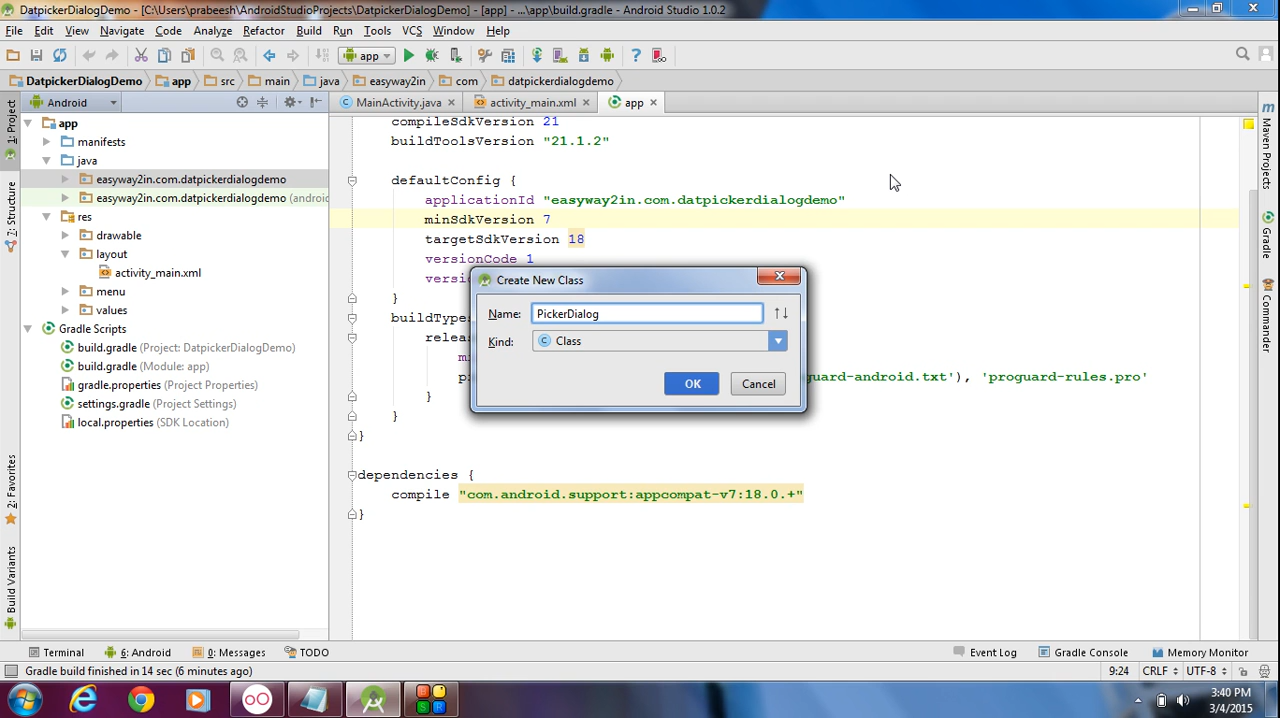 DatpickerDialogDemo - [C:\Users\prabeesh\AndroidStudioProjects\DatpickerDialogDemo] - [app] - ...\app\build.gradle - Android Studio 1.0.2
File Edit View Navigate Code Analyze Refactor Build Run Tools VCS Window Help
app
DatpickerDialogDemo app src main java easyway2in com datpickerdialogdemo
Android
MainActivity.java activity_main.xml app
1: Project
2: Structure
2: Favorites
Build Variants
app
manifests
java
easyway2in.com.datpickerdialogdemo
easyway2in.com.datpickerdialogdemo (androi
res
drawable
layout
activity_main.xml
menu
values
Gradle Scripts
build.gradle (Project: DatpickerDialogDemo)
build.gradle (Module: app)
gradle.properties (Project Properties)
settings.gradle (Project Settings)
local.properties (SDK Location)
compileSdkVersion 21
buildToolsVersion "21.1.2"
defaultConfig {
applicationId "easyway2in.com.datpickerdialogdemo"
minSdkVersion 7
targetSdkVersion 18
versionCode 1
versi
}
buildTypes
relea
mi
p guard-android.txt'), 'proguard-rules.pro'
}
}
}
dependencies {
compile "com.android.support:appcompat-v7:18.0.+"
}
Create New Class
Name: PickerDialog
Kind: Class
OK Cancel
Maven Projects
Gradle
Commander
Terminal 6: Android 0: Messages TODO Event Log Gradle Console Memory Monitor
Gradle build finished in 14 sec (6 minutes ago) 9:24 CRLF UTF-8
3:40 PM
3/4/2015